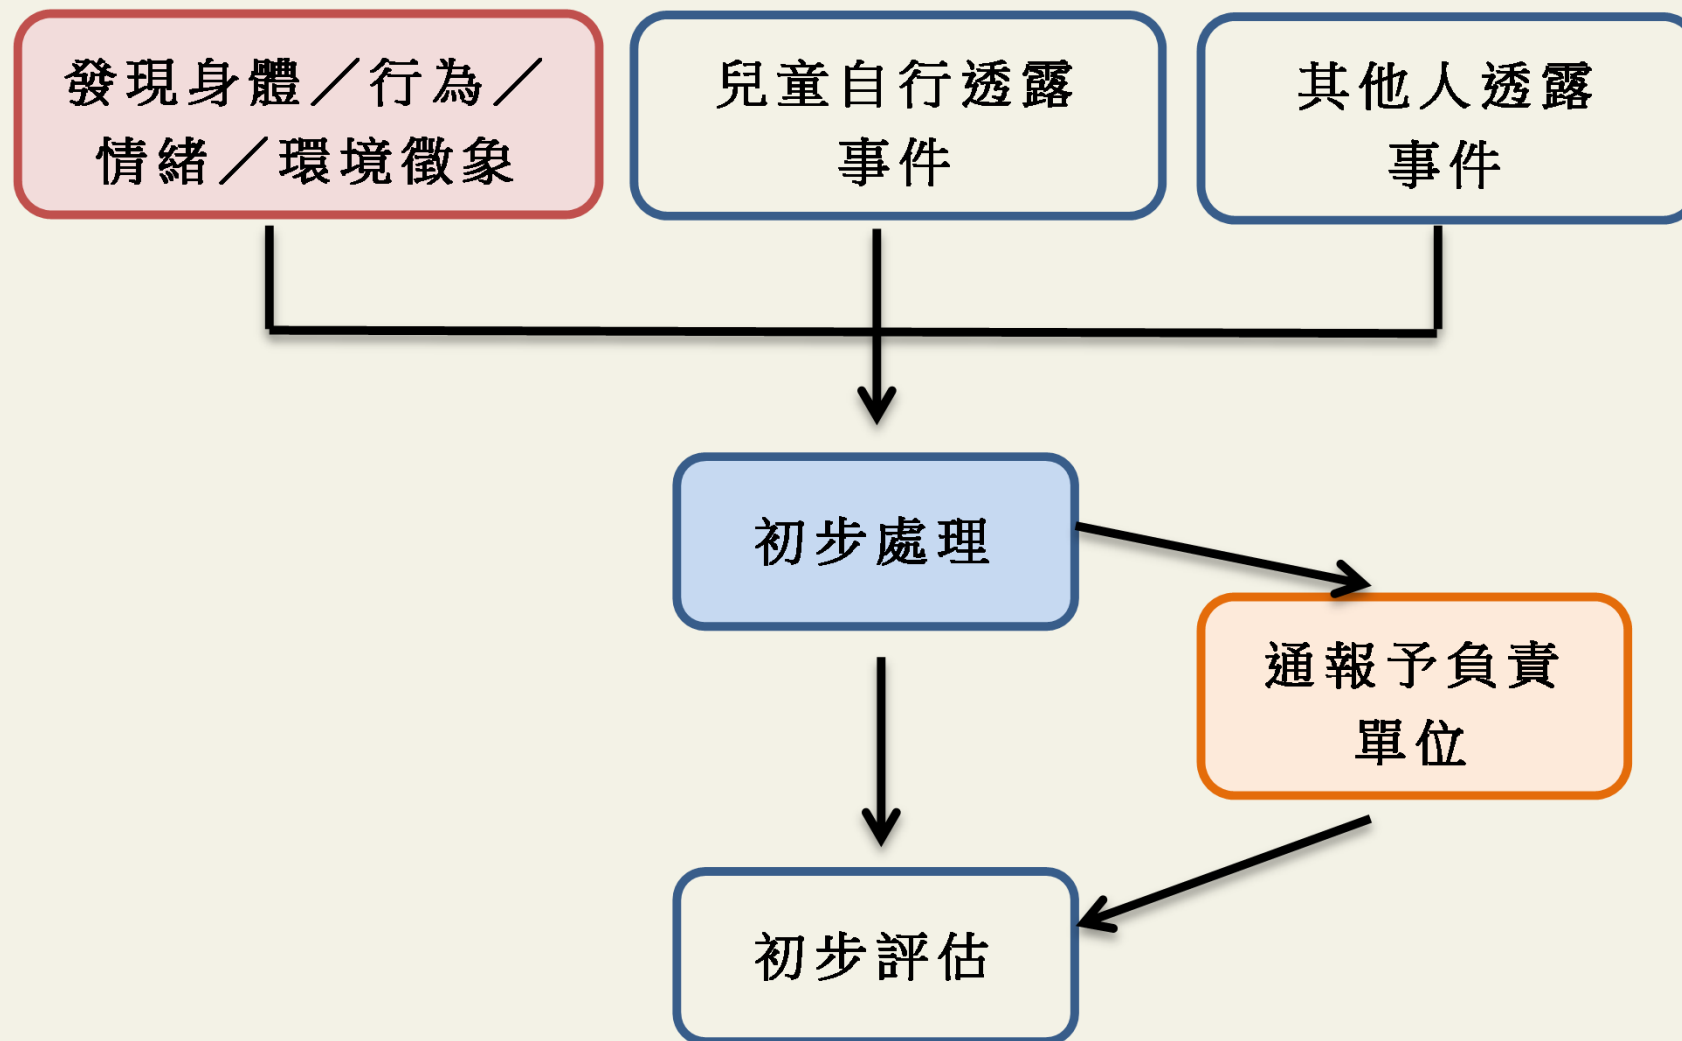 發現身體／行為／
情緒／環境徵象
兒童自行透露
事件
其他人透露
事件
初步處理
通報予負責
單位
初步評估